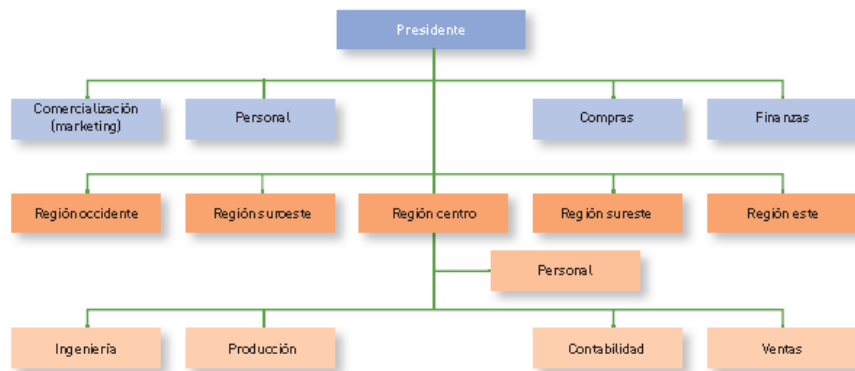 Presidente
Comercialización
(marketing)
Personal
Compras
Finanzas
Región occidente
Región suroeste
Región centro
Región sureste
Región este
Personal
Ingeniería
Producción
Contabilidad
Ventas